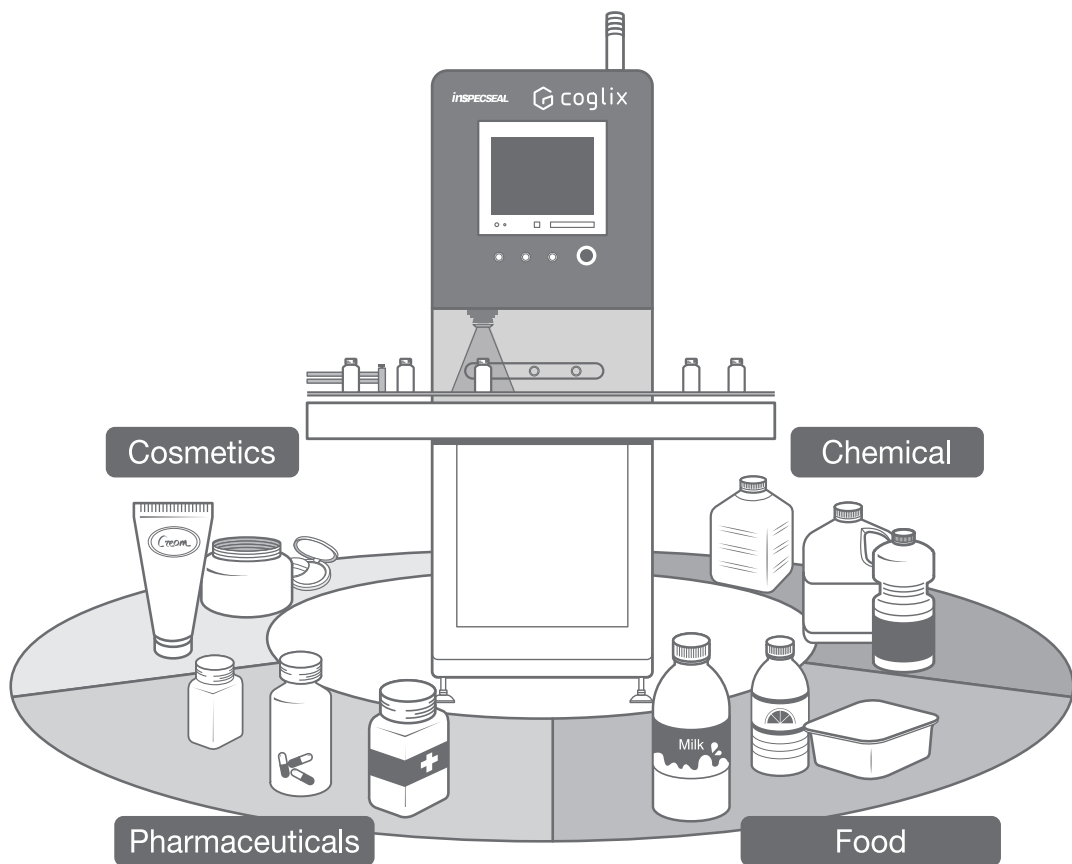 inSPECSEAL
coglix
Cosmetics
Chemical
Cream
Milk
Pharmaceuticals
Food